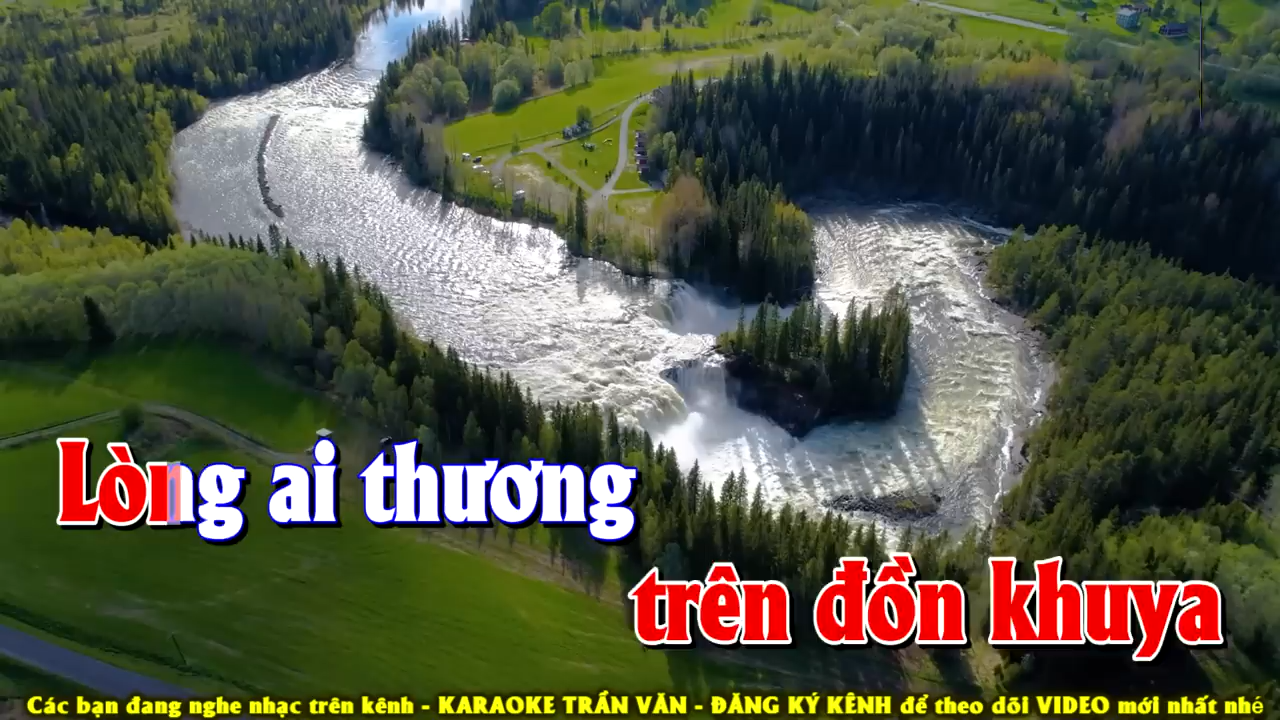 Lòng ai thương
trên đồn khuya
Các bạn đang nghe nhạc trên kênh - KARAOKE TRẦN VĂN - ĐĂNG KÝ KÊNH để theo dõi VIDEO mới nhất nhé